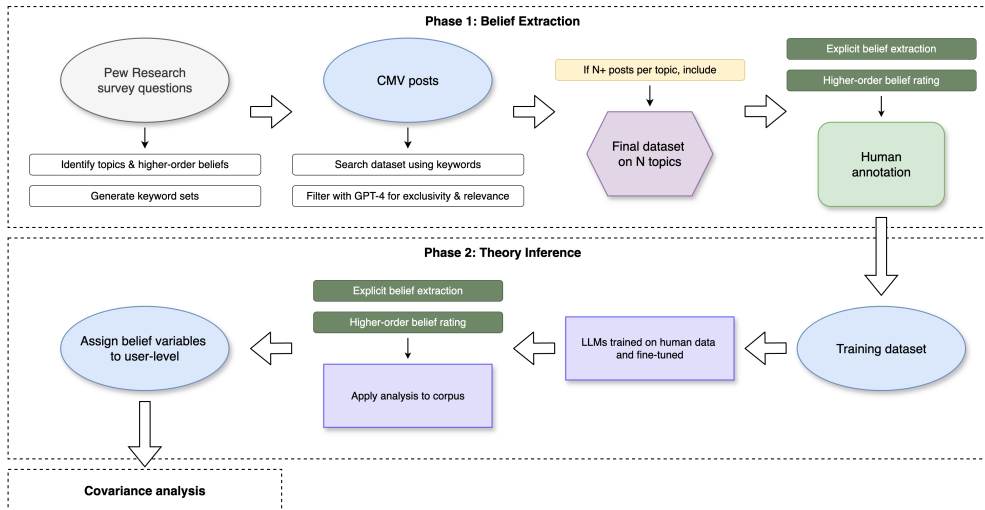 Phase 1: Belief Extraction
Pew Research
survey questions
Identify topics & higher-order beliefs
Generate keyword sets
CMV posts
Search dataset using keywords
Filter with GPT-4 for exclusivity & relevance
If N+ posts per topic, include
Final dataset
on N topics
Explicit belief extraction
Higher-order belief rating
Human
annotation
Phase 2: Theory Inference
Training dataset
LLMs trained on human data
and fine-tuned
Explicit belief extraction
Higher-order belief rating
Apply analysis to corpus
Assign belief variables
to user-level
Covariance analysis